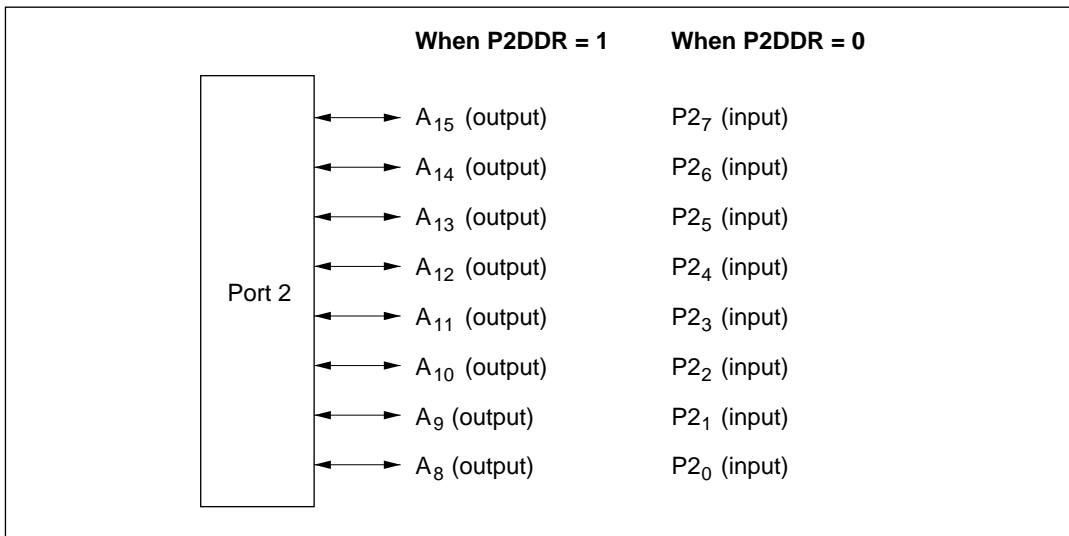 When P2DDR = 1 When P2DDR = 0
A15 (output) P27 (input)
A14 (output) P26 (input)
A13 (output) P25 (input)
A12 (output) P24 (input)
Port 2
A11 (output) P23 (input)
A10 (output) P22 (input)
A9 (output) P21 (input)
A8 (output) P20 (input)